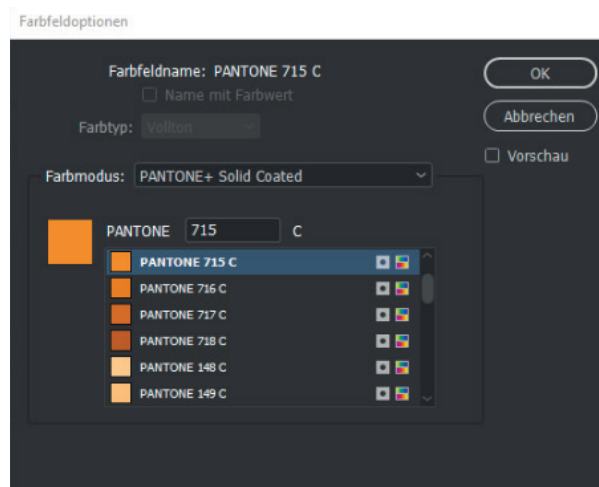 Farbfeldoptionen
Farbfeldname: PANTONE 715 C
Name mit Farbwert
Farbtyp: Vollton
Farbmodus: PANTONE+ Solid Coated
PANTONE 715 C
PANTONE 715 C
PANTONE 716 C
PANTONE 717 C
PANTONE 718 C
PANTONE 148 C
PANTONE 149 C
OK
Abbrechen
Vorschau